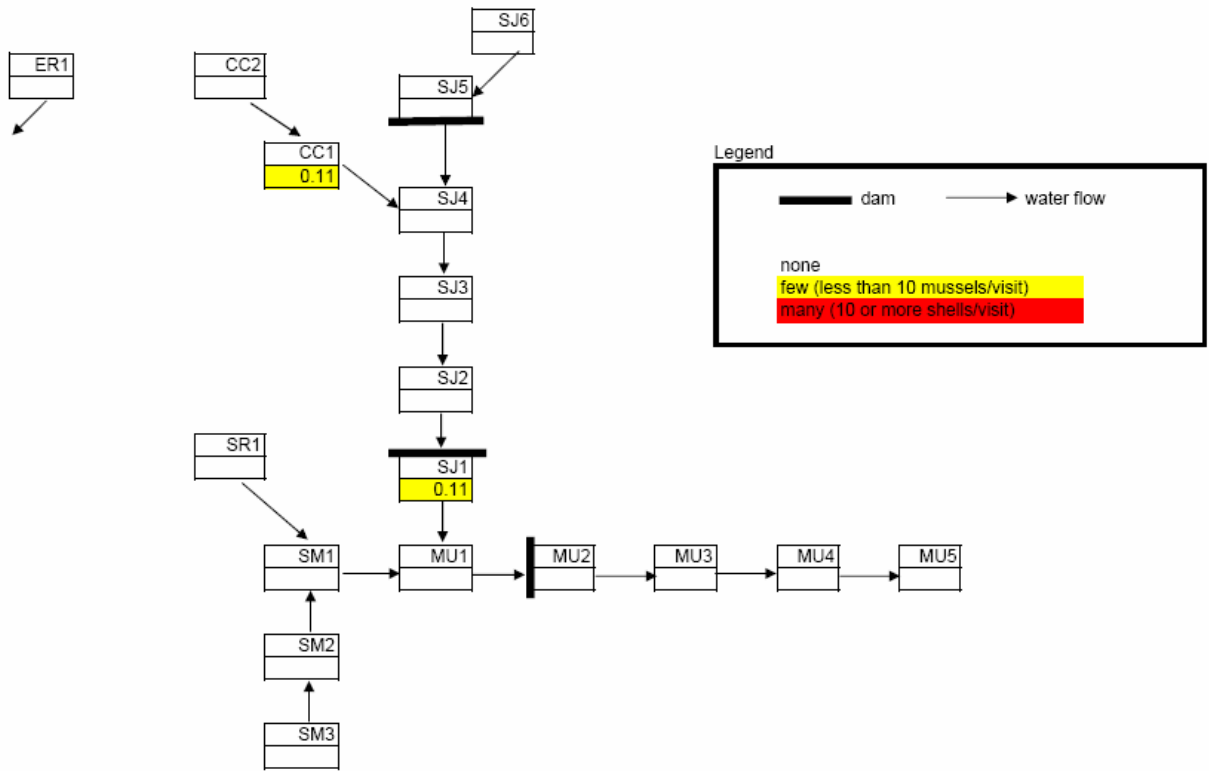 SJ6
ER1
CC2
SJ5
CC1
0.11
Legend
dam
water flow
SJ4
none
few (less than 10 mussels/visit)
many (10 or more shells/visit)
SJ3
SJ2
SR1
SJ1
0.11
SM1
MU1
MU2
MU3
MU4
MU5
SM2
SM3